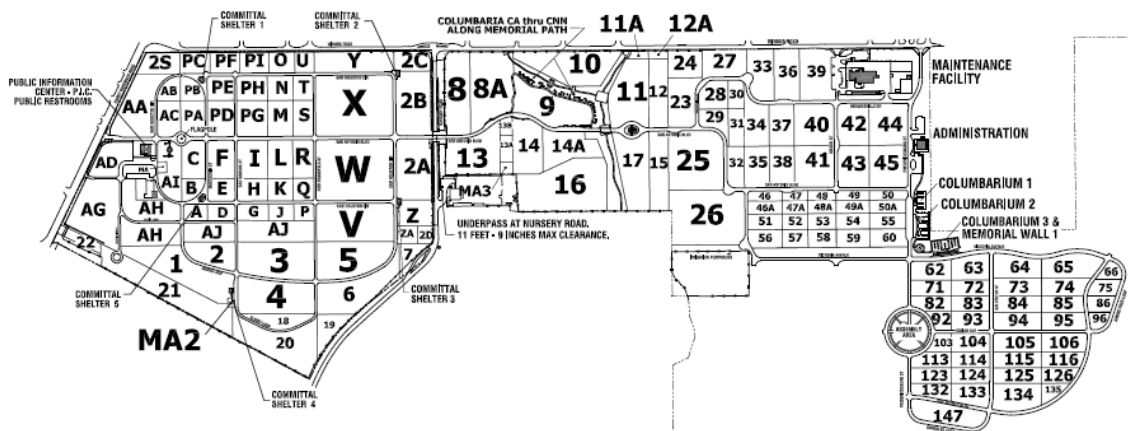 COMMITTAL
SHELTER 1
COMMITTAL
SHELTER 2
COLUMBARIA CA thru CNN
ALONG MEMORIAL PATH
11A
12A
PUBLIC INFORMATION
CENTER - P.I.C.
PUBLIC RESTROOMS
FLAGPOLE
2S PC PF PI O U Y 2C
AB PB PE PH N T X 2B
AA AC PA PD PG M S
AD MA 1 C F I L R W 2A
AI B E H K Q
AG AH A D G J P V Z
AH AJ AJ ZA 2D
22 1 2 3 5 7
21 4 6
18 19
20
MA2
COMMITTAL
SHELTER 5
COMMITTAL
SHELTER 3
COMMITTAL
SHELTER 4
8 8A 9 10 11 12
13 13B 13A 14 14A
MA3 16 17 15
UNDERPASS AT NURSERY ROAD.
11 FEET - 9 INCHES MAX CLEARANCE.
24 27 33 36 39
23 28 30
29 31 34 37 40 42 44
25 32 35 38 41 43 45
26
46 47 48 49 50
46A 47A 48A 49A 50A
51 52 53 54 55
56 57 58 59 60
MAINTENANCE
FACILITY
ADMINISTRATION
COLUMBARIUM 1
COLUMBARIUM 2
COLUMBARIUM 3 &
MEMORIAL WALL 1
62 63 64 65 66
71 72 73 74 75
82 83 84 85 86
92 93 94 95 96
ASSEMBLY
AREA
103 104 105 106
113 114 115 116
123 124 125 126
132 133 134 135
147